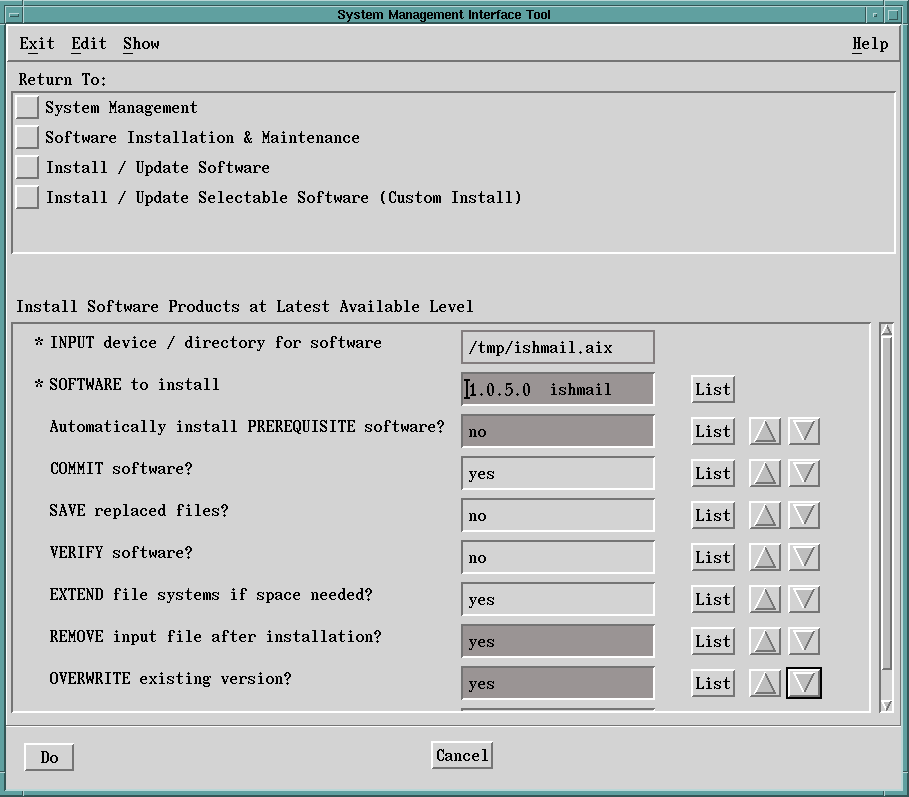 System Management Interface Tool
Exit Edit Show Help
Return To:
System Management
Software Installation & Maintenance
Install / Update Software
Install / Update Selectable Software (Custom Install)
Install Software Products at Latest Available Level
* INPUT device / directory for software /tmp/ishmail.aix
* SOFTWARE to install 1.0.5.0 ishmail List
Automatically install PREREQUISITE software? no List
COMMIT software? yes List
SAVE replaced files? no List
VERIFY software? no List
EXTEND file systems if space needed? yes List
REMOVE input file after installation? yes List
OVERWRITE existing version? yes List
Do Cancel